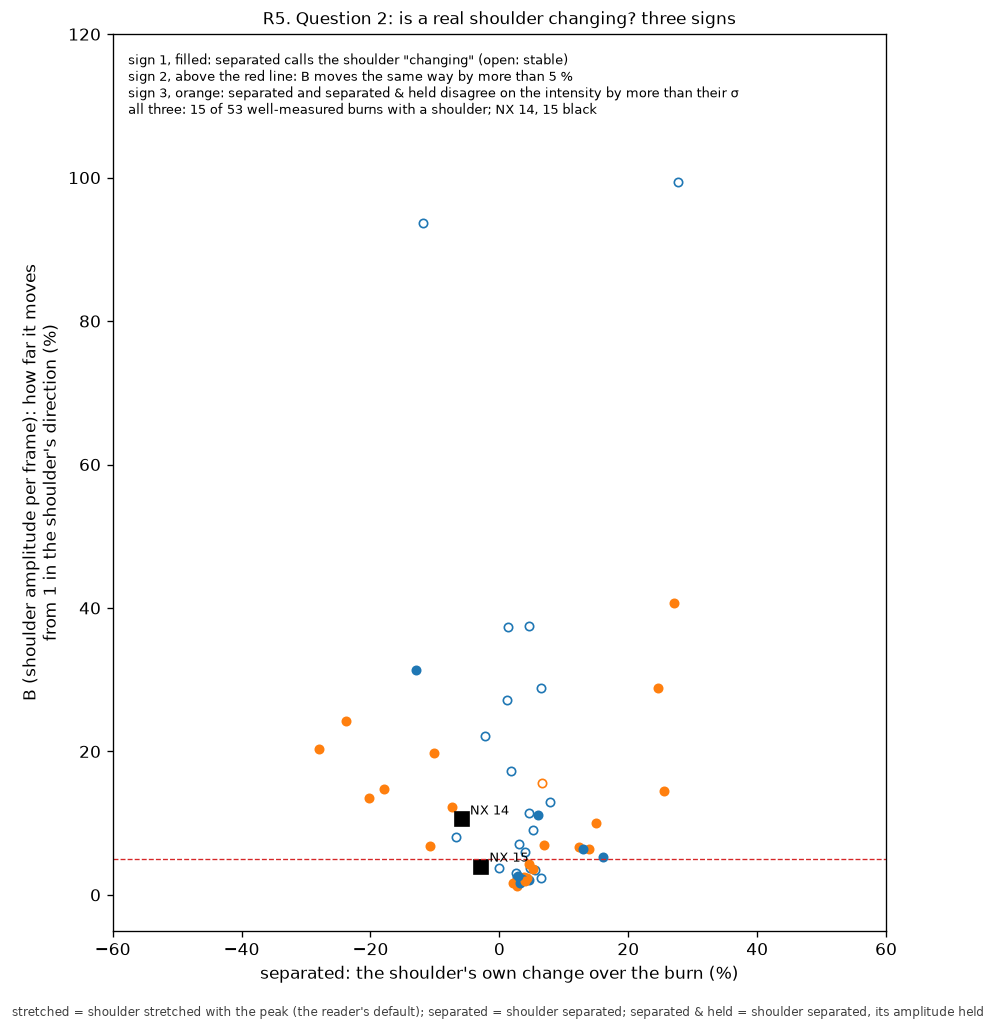 R5. Question 2: is a real shoulder changing? three signs
120
sign 1, filled: separated calls the shoulder "changing" (open: stable)
sign 2, above the red line: B moves the same way by more than 5 %
sign 3, orange: separated and separated & held disagree on the intensity by more than their σ
all three: 15 of 53 well-measured burns with a shoulder; NX 14, 15 black
100
80
60
40
20
0
B (shoulder amplitude per frame): how far it moves
from 1 in the shoulder's direction (%)
NX 14
NX 15
−60 −40 −20 0 20 40 60
separated: the shoulder's own change over the burn (%)
stretched = shoulder stretched with the peak (the reader's default); separated = shoulder separated; separated & held = shoulder separated, its amplitude held